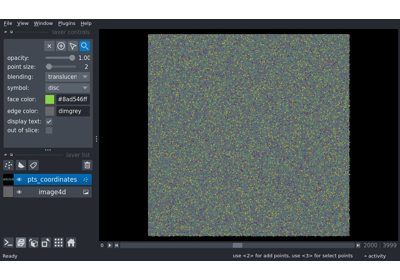 File View Window Plugins Help
layer controls
opacity: 1.00
point size: 2
blending: translucen
symbol: disc
face color: #8ad546ff
edge color: dimgrey
display text:
out of slice:
layer list
pts_coordinates
image4d
0 2000 3999
use <2> for add points, use <3> for select points activity